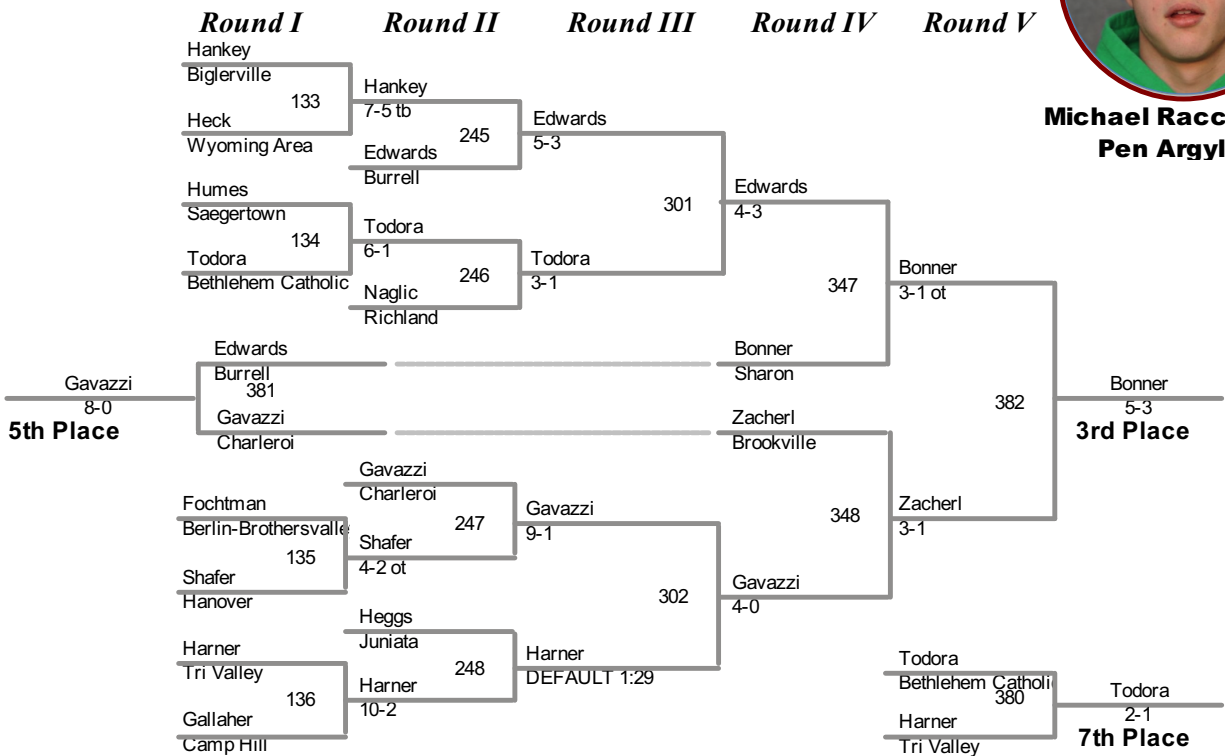 Round I Round II Round III Round IV Round V
Hankey
Biglerville
133
Heck
Wyoming Area
Hankey
7-5 tb
245
Edwards
Burrell
Edwards
5-3
Humes
Saegertown
134
Todora
Bethlehem Catholic
Todora
6-1
246
Naglic
Richland
Todora
3-1
301
Edwards
4-3
347
Bonner
Sharon
Bonner
3-1 ot
Michael Racc
Pen Argyl
Edwards
Burrell
381
Gavazzi
Charleroi
Gavazzi
8-0
5th Place
Zacherl
Brookville
382
Bonner
5-3
3rd Place
Fochtman
Berlin-Brothersvalle
135
Shafer
Hanover
Gavazzi
Charleroi
247
Shafer
4-2 ot
Gavazzi
9-1
348
Zacherl
3-1
302
Gavazzi
4-0
Harner
Tri Valley
136
Gallaher
Camp Hill
Heggs
Juniata
248
Harner
10-2
Harner
DEFAULT 1:29
Todora
Bethlehem Catholi
380
Harner
Tri Valley
Todora
2-1
7th Place